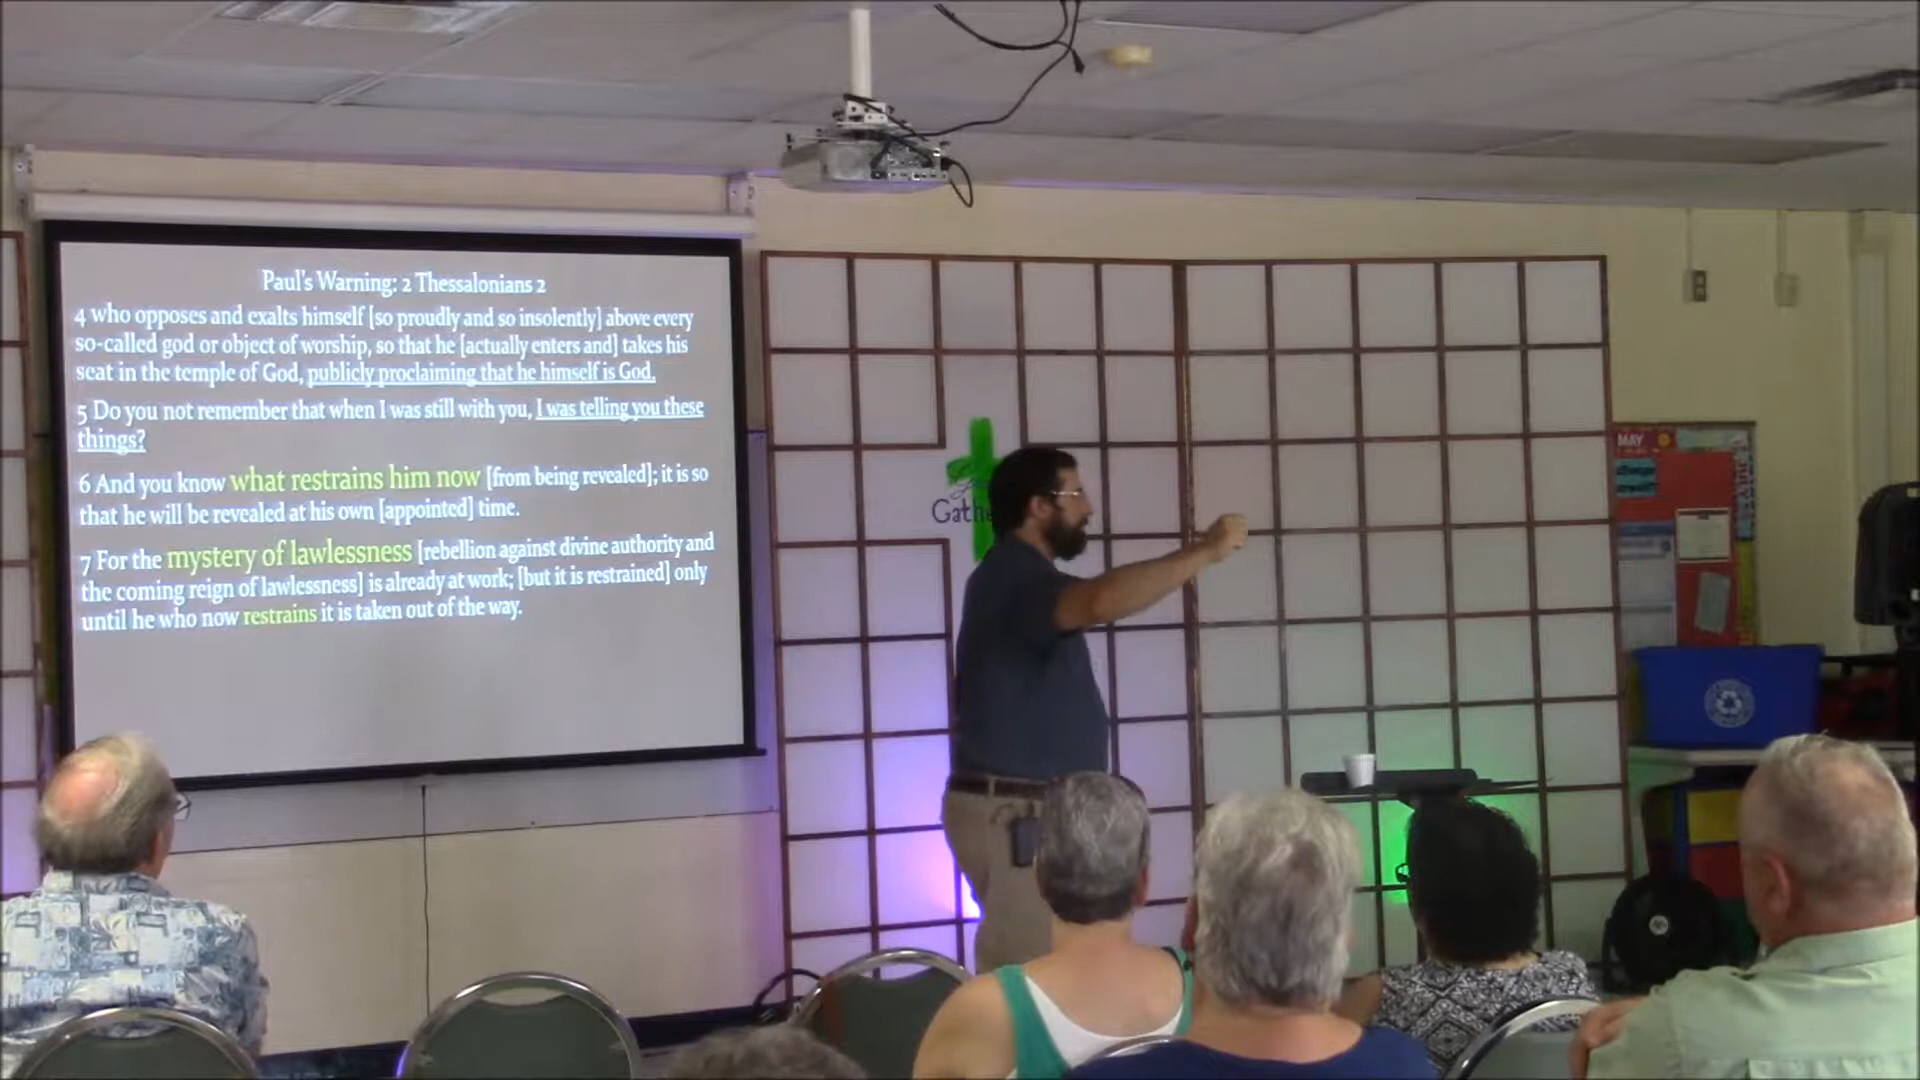 Paul's Warning: 2 Thessalonians 2
4 who opposes and exalts himself [so proudly and so insolently] above every
so-called god or object of worship, so that he [actually enters and] takes his
seat in the temple of God, publicly proclaiming that he himself is God.
5 Do you not remember that when I was still with you, I was telling you these
things?
6 And you know what restrains him now [from being revealed]; it is so
that he will be revealed at his own [appointed] time.
7 For the mystery of lawlessness [rebellion against divine authority and
the coming reign of lawlessness] is already at work; [but it is restrained] only
until he who now restrains it is taken out of the way.
Gathe
MAY